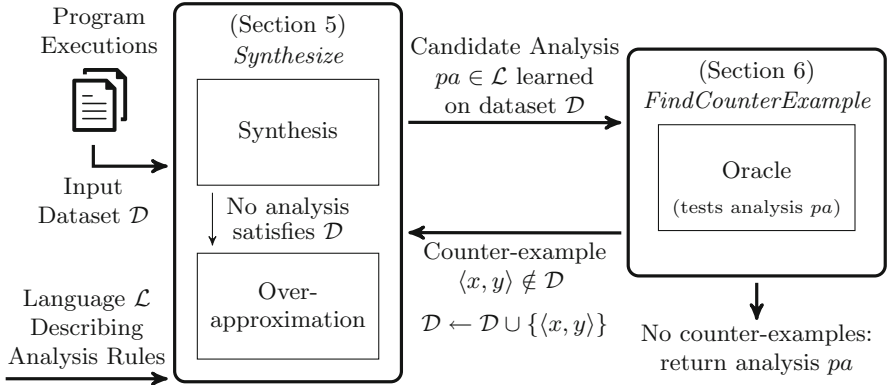 Program
Executions
Input
Dataset 𝒟
Language ℒ
Describing
Analysis Rules
(Section 5)
Synthesize
Synthesis
No analysis
satisfies 𝒟
Over-
approximation
Candidate Analysis
pa ∈ ℒ learned
on dataset 𝒟
Counter-example
⟨x, y⟩ ∉ 𝒟
𝒟 ← 𝒟 ∪ {⟨x, y⟩}
(Section 6)
FindCounterExample
Oracle
(tests analysis pa)
No counter-examples:
return analysis pa